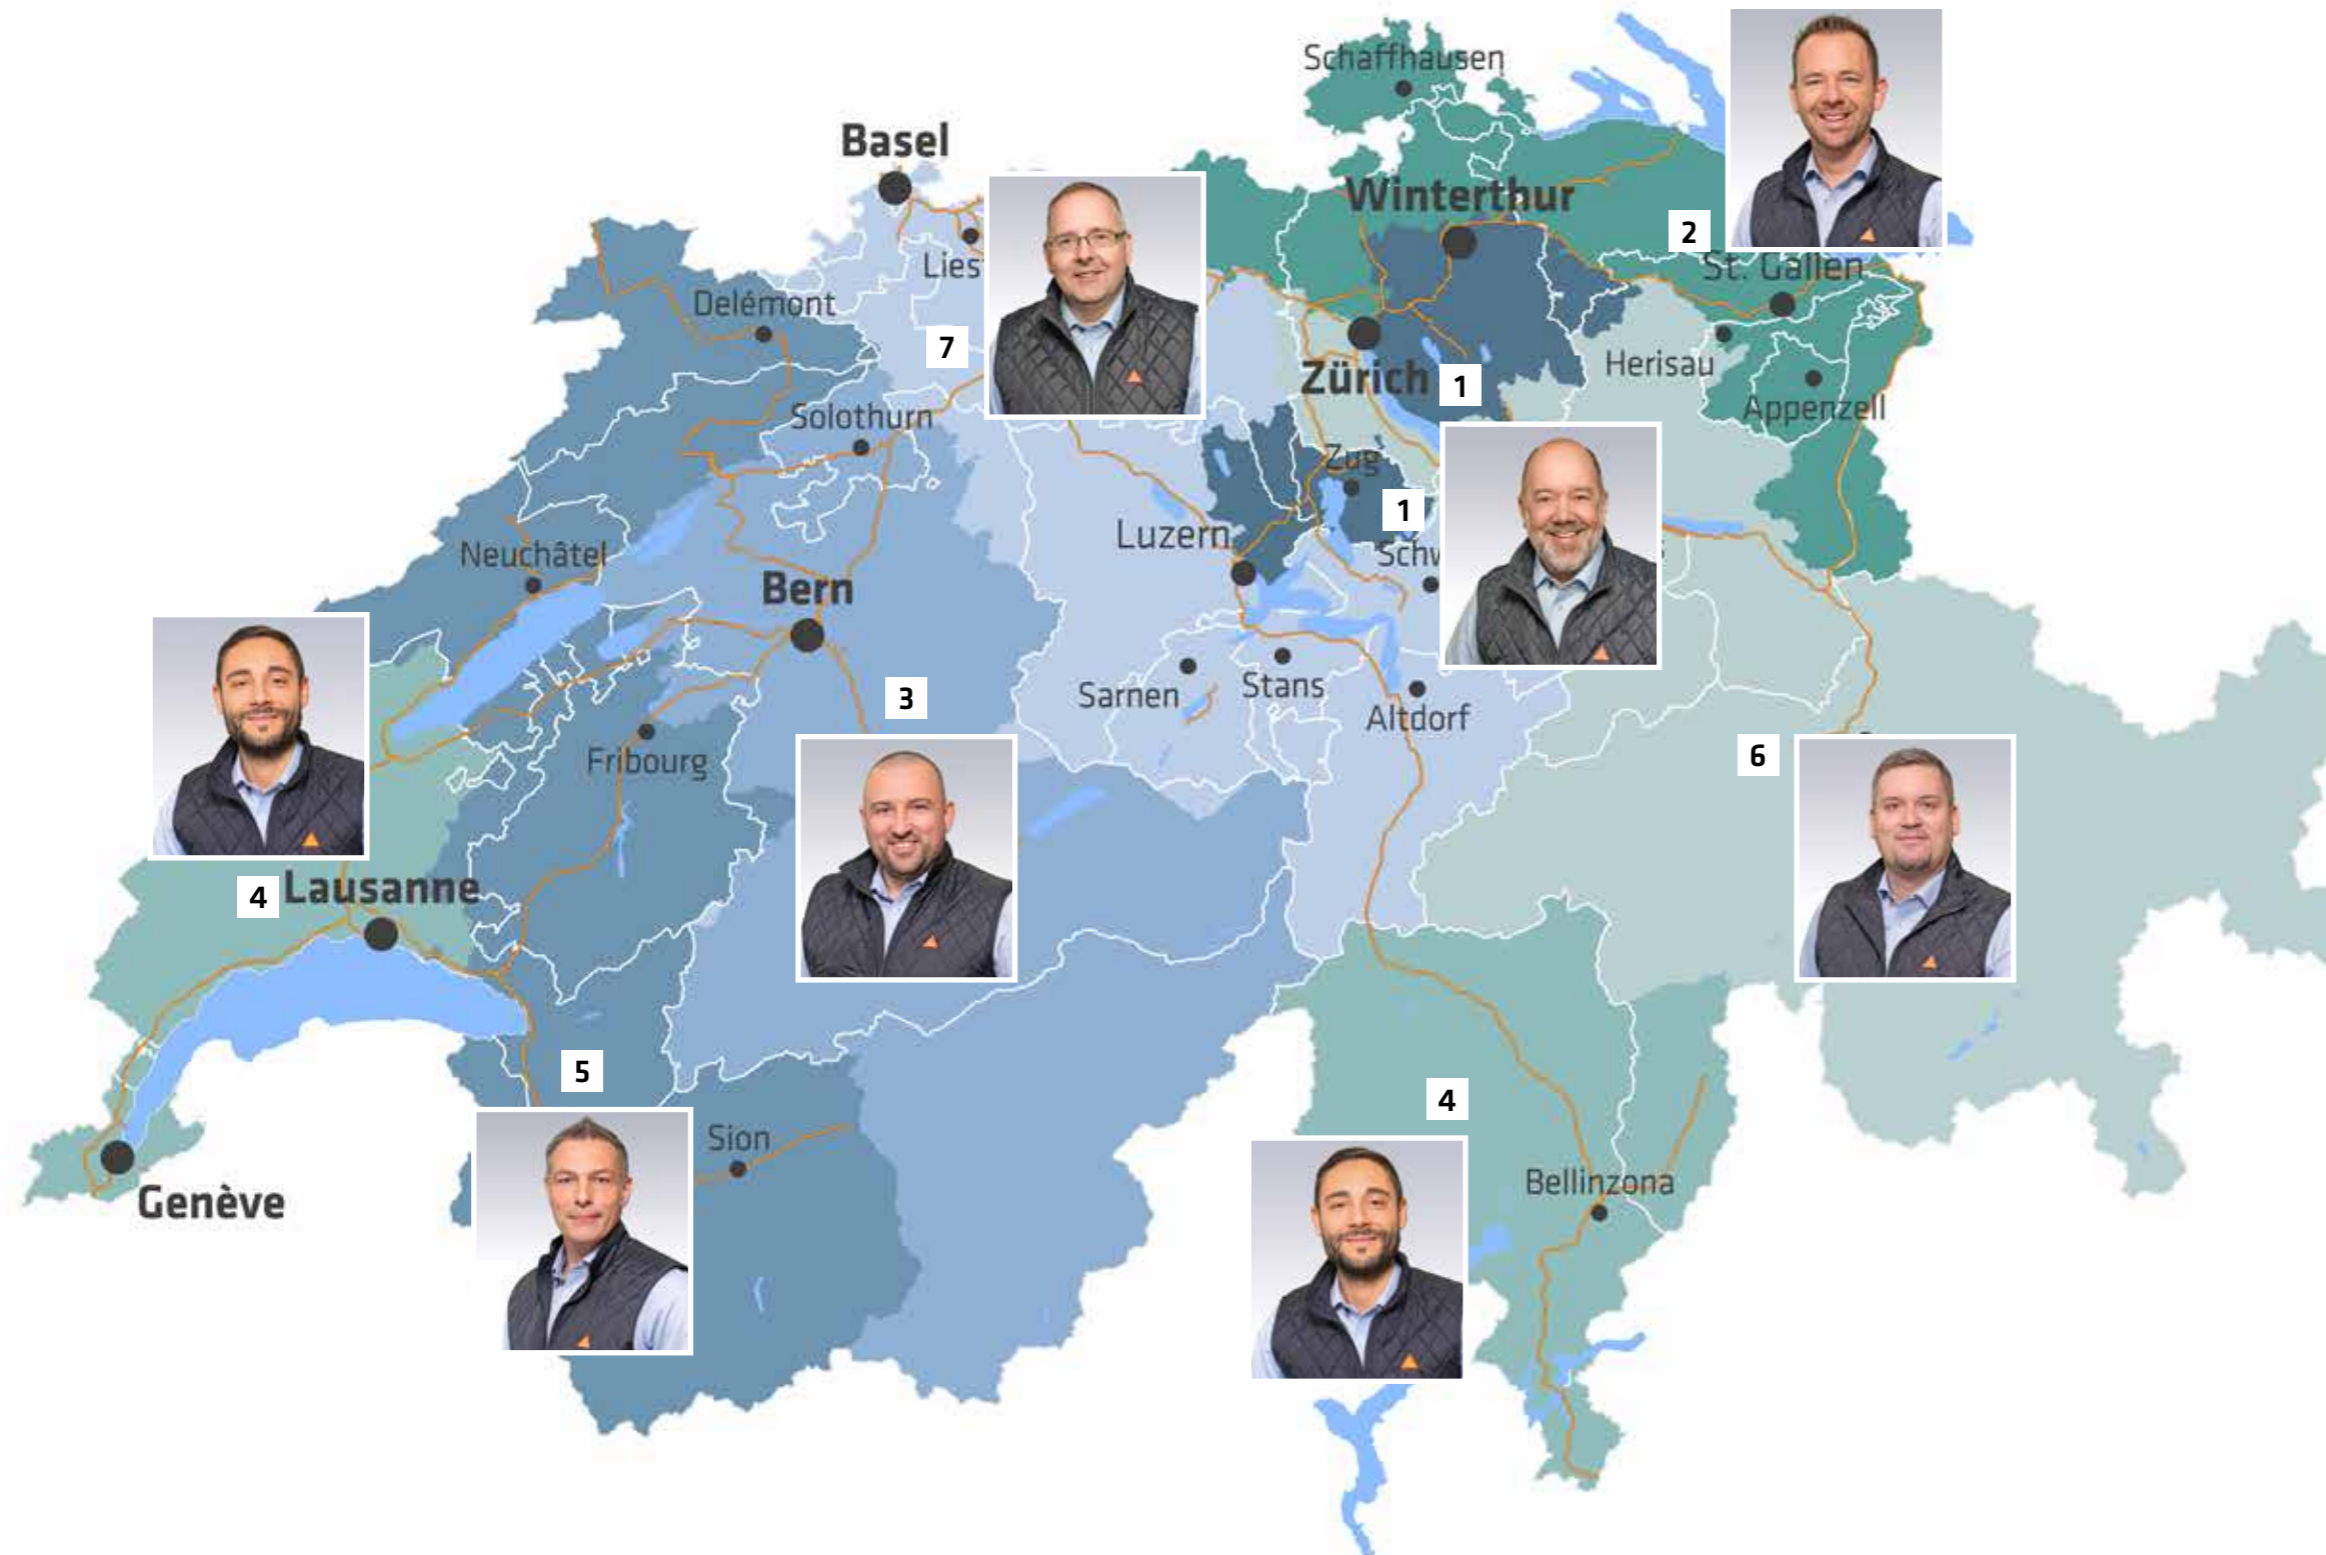 Schaffhausen
Basel
Winterthur
2
St. Gallen
Delémont
7
Herisau
Zürich
1
Appenzell
Solothurn
Zug
1
Luzern
Neuchâtel
Bern
3
Sarnen
Stans
Altdorf
6
Fribourg
4
Lausanne
5
4
Sion
Bellinzona
Genève